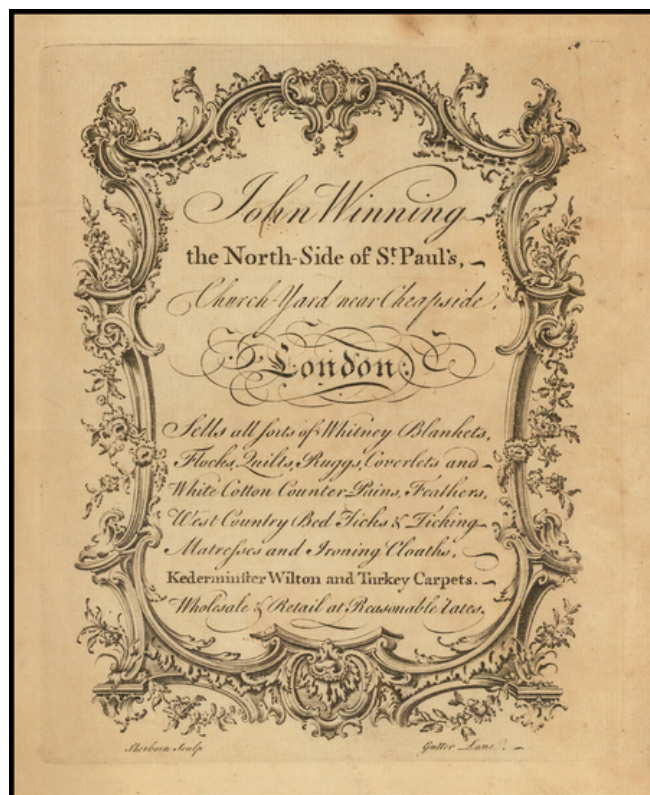 John Winning
the North-Side of St. Paul's,
Church-Yard near Cheapside,
London
Sells all sorts of Whitney Blankets,
Flocks, Quilts, Ruggs, Coverlets and
White Cotton Counter-Pains, Feathers,
West Country Bed Ticks & Ticking
Matresses and Ironing Cloaths,
Kederminster Wilton and Turkey Carpets.
Wholesale & Retail at Reasonable Rates.
Sherborn Sculp
Gutter Lane